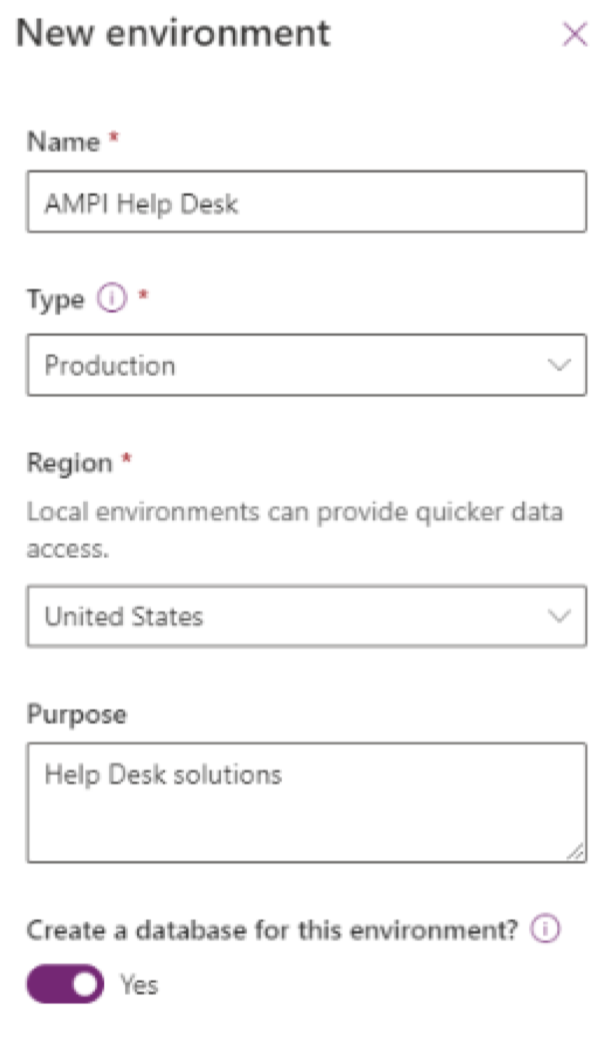 New environment
Name *
AMPI Help Desk
Type *
Production
Region *
Local environments can provide quicker data
access.
United States
Purpose
Help Desk solutions
Create a database for this environment?
Yes